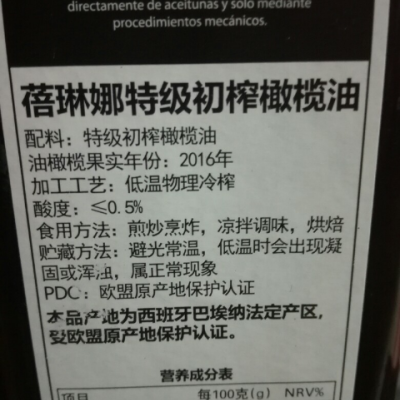 directamente de aceitunas y sólo mediante
procedimientos mecánicos.
蓓琳娜特级初榨橄榄油
配料：特级初榨橄榄油
油橄榄果实年份：2016年
加工工艺：低温物理冷榨
酸度：≤0.5%
食用方法：煎炒烹炸，凉拌调味，烘焙
贮藏方法：避光常温，低温时会出现凝
固或浑浊，属正常现象
PDO：欧盟原产地保护认证
本品产地为西班牙巴埃纳法定产区，
受欧盟原产地保护认证。
营养成分表
项目 每100克(g) NRV%